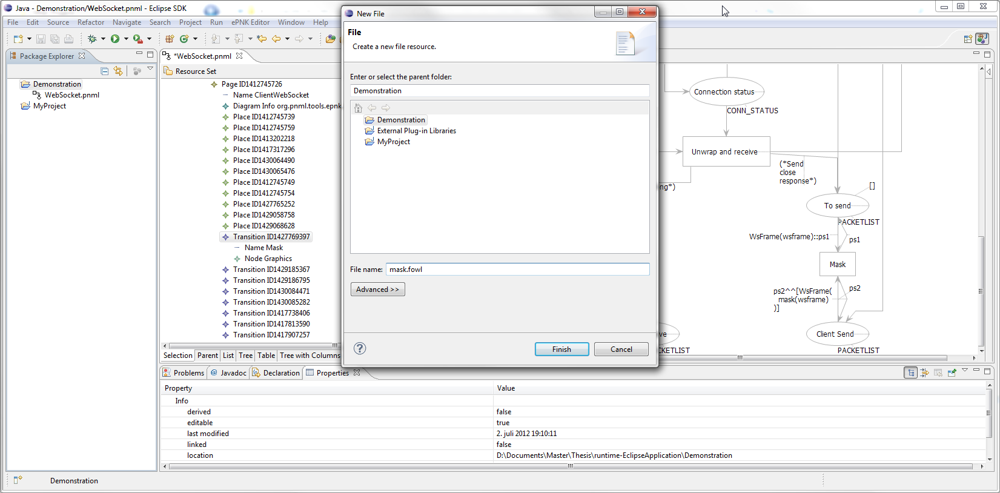 Java - Demonstration/WebSocket.pnml - Eclipse SDK
File Edit Source Refactor Navigate Search Project Run ePNK Editor Window Help
Package Explorer
Demonstration
WebSocket.pnml
MyProject
*WebSocket.pnml
Resource Set
Page ID1412745726
Name ClientWebSocket
Diagram Info org.pnml.tools.epnk
Place ID1412745739
Place ID1412745759
Place ID1413202218
Place ID1417317296
Place ID1430064490
Place ID1430065476
Place ID1412745749
Place ID1412745754
Place ID1427765252
Place ID1429058758
Place ID1429068628
Transition ID1427769397
Name Mask
Node Graphics
Transition ID1429185367
Transition ID1429186795
Transition ID1430084471
Transition ID1430085282
Transition ID1417738406
Transition ID1417813590
Transition ID1417907257
Selection Parent List Tree Table Tree with Columns
New File
File
Create a new file resource.
Enter or select the parent folder:
Demonstration
Demonstration
External Plug-in Libraries
MyProject
File name: mask.fowl
Advanced >>
Finish Cancel
Connection status
CONN_STATUS
Unwrap and receive
(*Send
close
response*)
ng*)
[]
To send
PACKETLIST
WsFrame(wsframe)::ps1
ps1
Mask
ps2
ps2^^[WsFrame(
mask(wsframe)
)]
ve
Client Send
CKETLIST
PACKETLIST
Problems @ Javadoc Declaration Properties
Property Value
Info
derived false
editable true
last modified 2. juli 2012 19:10:11
linked false
location D:\Documents\Master\Thesis\runtime-EclipseApplication\Demonstration
Demonstration